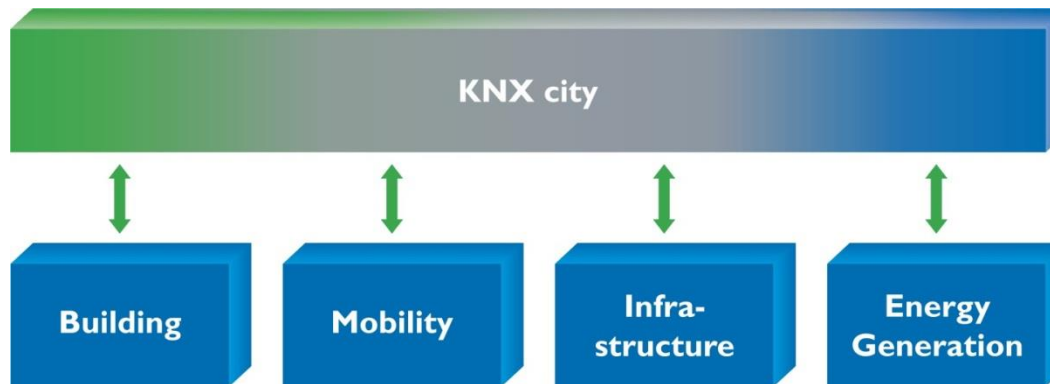 KNX city
Building
Mobility
Infra-
structure
Energy
Generation